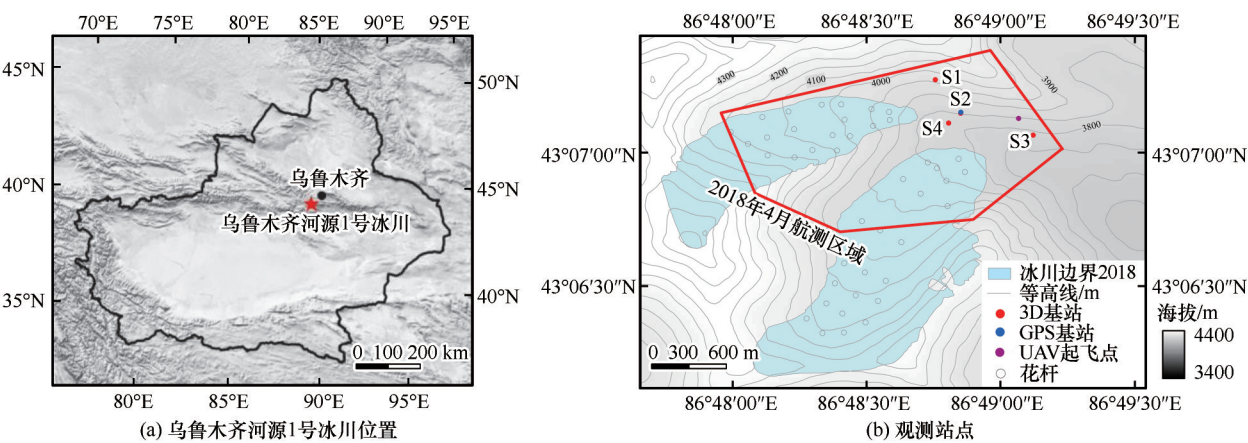 70°E 75°E 80°E 85°E 90°E 95°E
45°N
40°N
35°N
50°N
45°N
40°N
乌鲁木齐
乌鲁木齐河源1号冰川
0 100 200 km
80°E 85°E 90°E 95°E
(a) 乌鲁木齐河源1号冰川位置
86°48′00″E 86°48′30″E 86°49′00″E 86°49′30″E
4300
4200
4100
4000
3900
3800
S1
S2
S4
S3
43°07′00″N
43°07′00″N
2018年4月航测区域
43°06′30″N
43°06′30″N
冰川边界2018
等高线/m
3D基站
GPS基站
UAV起飞点
花杆
0 300 600 m
海拔/m
4400
3400
86°48′00″E 86°48′30″E 86°49′00″E 86°49′30″E
(b) 观测站点